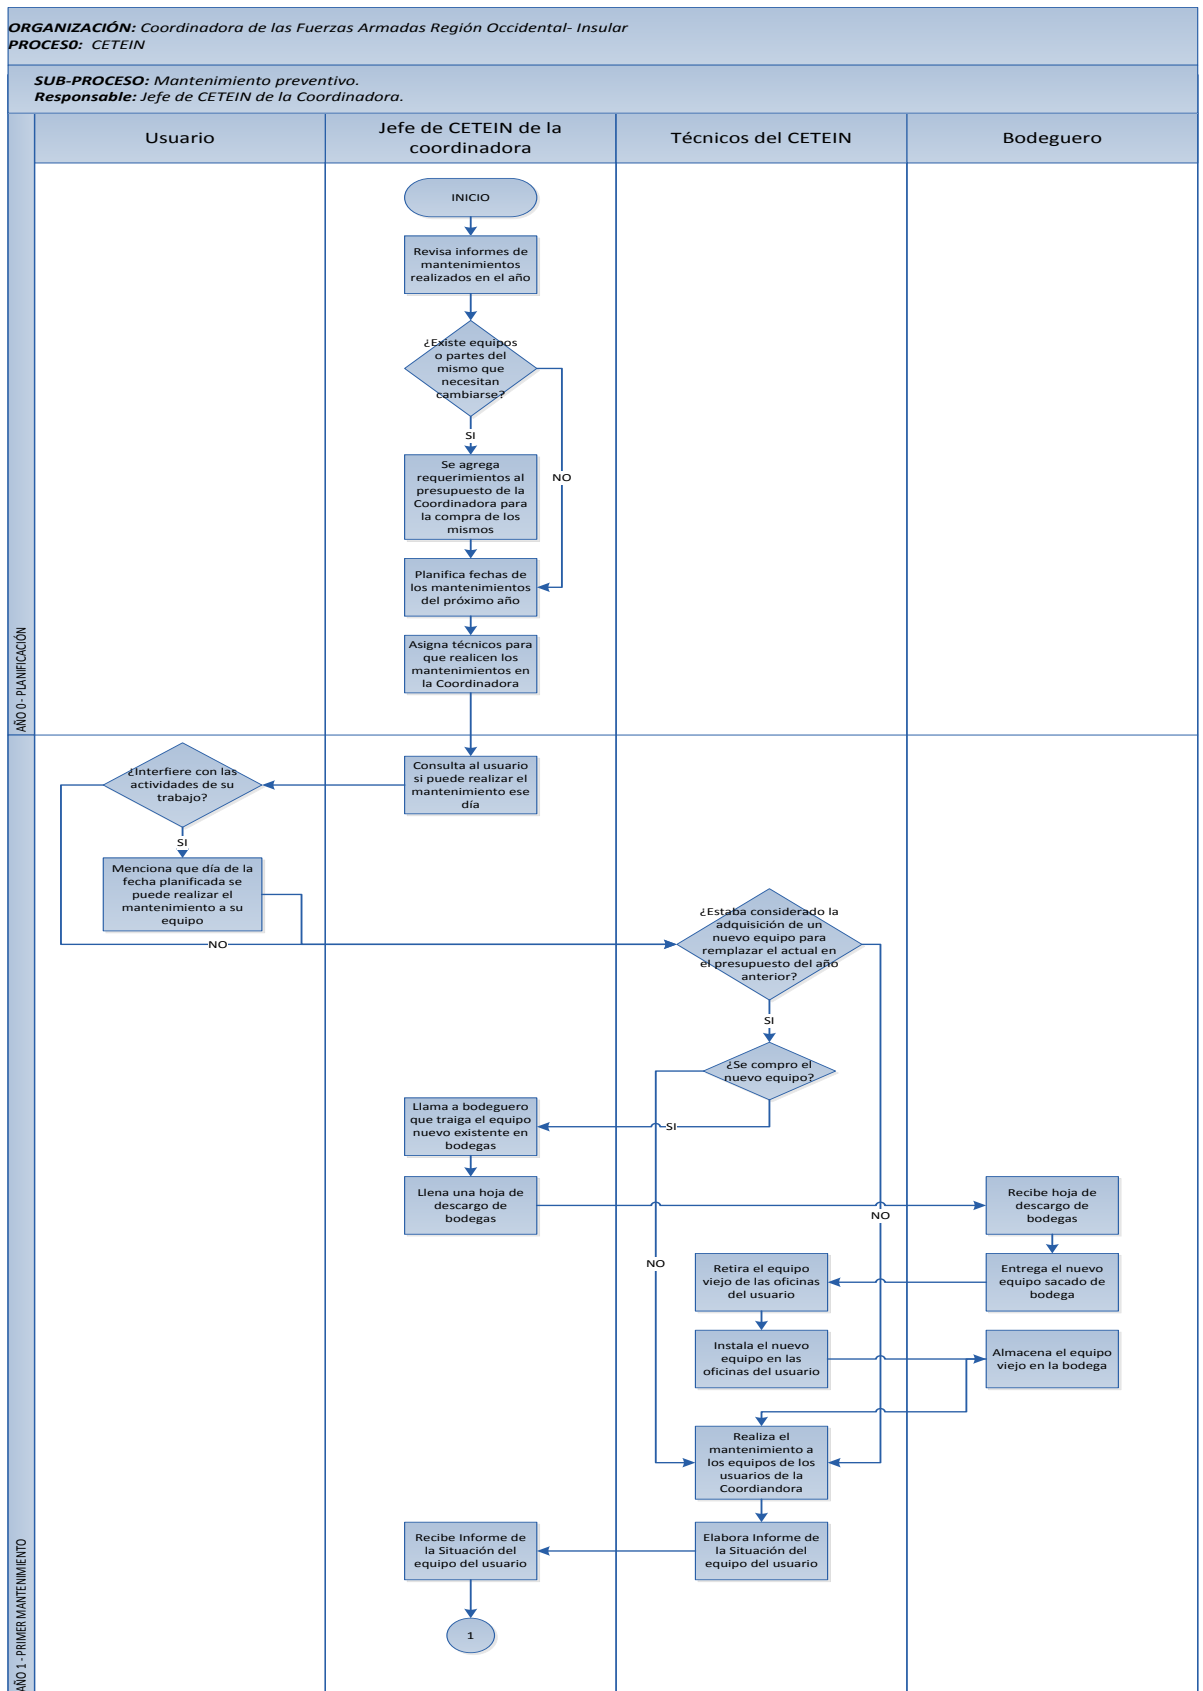 ORGANIZACIÓN: Coordinadora de las Fuerzas Armadas Región Occidental- Insular
PROCES0: CETEIN
SUB-PROCESO: Mantenimiento preventivo.
Responsable: Jefe de CETEIN de la Coordinadora.
Usuario
Jefe de CETEIN de la
coordinadora
Técnicos del CETEIN
Bodeguero
AÑO 0 - PLANIFICACIÓN
INICIO
Revisa informes de
mantenimientos
realizados en el año
¿Existe equipos
o partes del
mismo que
necesitan
cambiarse?
SI
NO
Se agrega
requerimientos al
presupuesto de la
Coordinadora para
la compra de los
mismos
Planifica fechas de
los mantenimientos
del próximo año
Asigna técnicos para
que realicen los
mantenimientos en
la Coordinadora
AÑO 1 - PRIMER MANTENIMIENTO
Consulta al usuario
si puede realizar el
mantenimiento ese
día
¿Interfiere con las
actividades de su
trabajo?
SI
Menciona que día de la
fecha planificada se
puede realizar el
mantenimiento a su
equipo
NO
¿Estaba considerado la
adquisición de un
nuevo equipo para
remplazar el actual en
el presupuesto del año
anterior?
SI
¿Se compro el
nuevo equipo?
SI
Llama a bodeguero
que traiga el equipo
nuevo existente en
bodegas
Llena una hoja de
descargo de
bodegas
Recibe hoja de
descargo de
bodegas
NO
NO
Retira el equipo
viejo de las oficinas
del usuario
Entrega el nuevo
equipo sacado de
bodega
Instala el nuevo
equipo en las
oficinas del usuario
Almacena el equipo
viejo en la bodega
Realiza el
mantenimiento a
los equipos de los
usuarios de la
Coordiandora
Elabora Informe de
la Situación del
equipo del usuario
Recibe Informe de
la Situación del
equipo del usuario
1